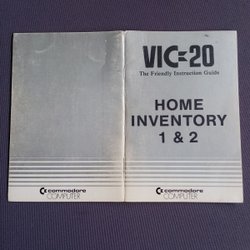 VIC-20
The Friendly Instruction Guide
HOME
INVENTORY
1 & 2
commodore
COMPUTER
commodore
COMPUTER